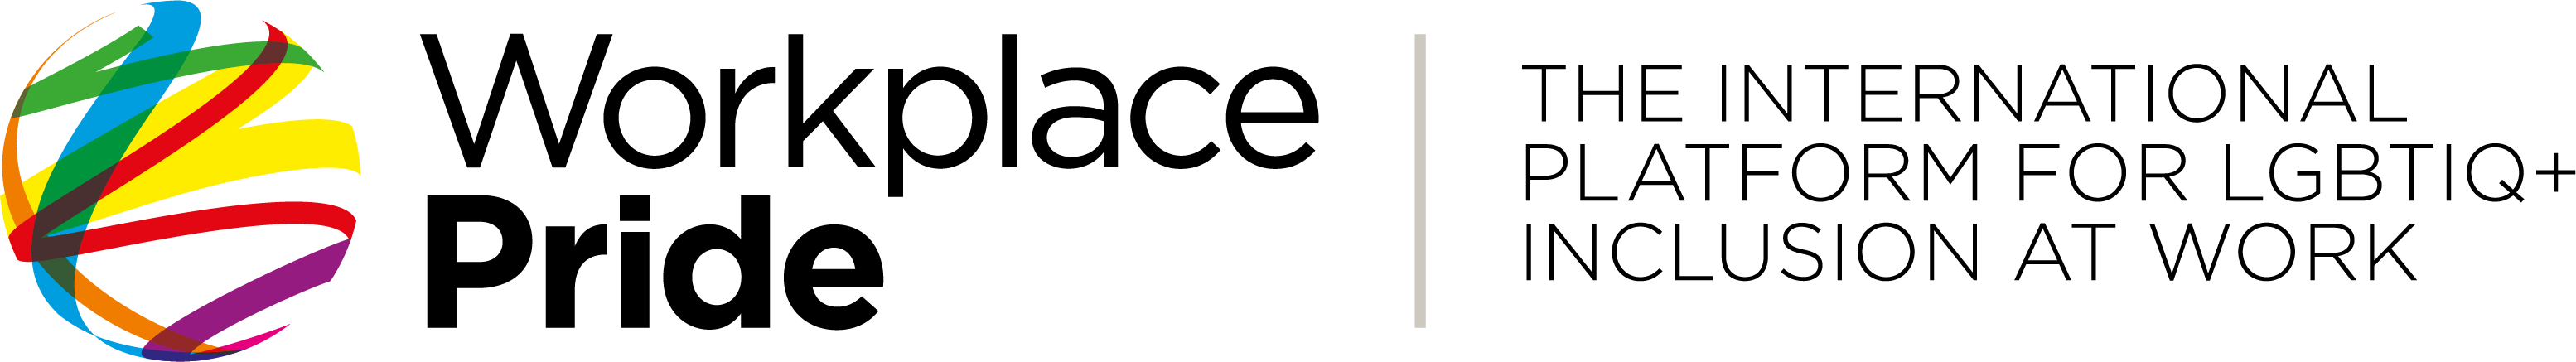 Workplace
Pride
THE INTERNATIONAL
PLATFORM FOR LGBTIQ+
INCLUSION AT WORK